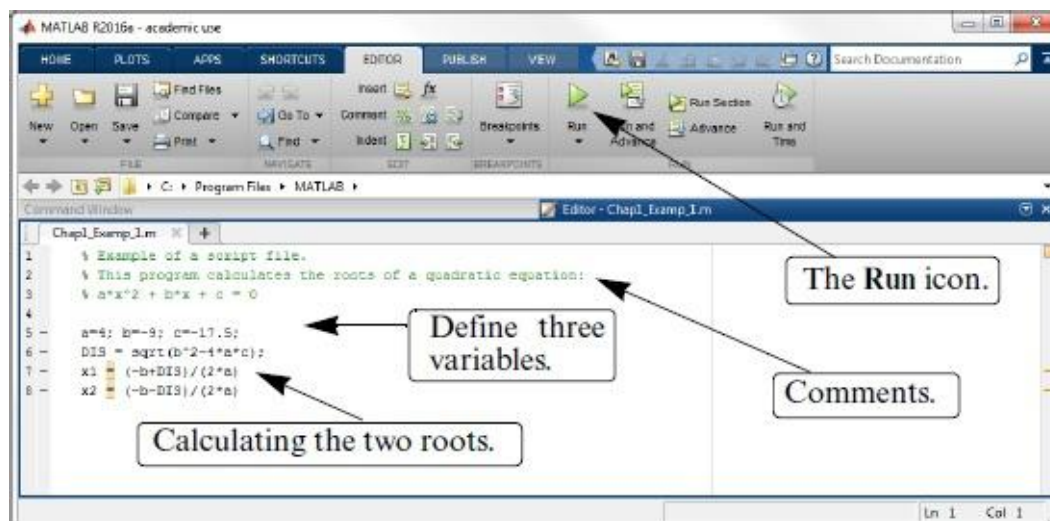 MATLAB R2016a - academic use
HOME PLOTS APPS SHORTCUTS EDITOR PUBLISH VIEW Search Documentation
New Open Save Find Files Compare Print
Go To Find
Insert fx Comment % Indent
Breakpoints
Run Run and Advance Run Section Advance Run and Time
FILE NAVIGATE EDIT BREAKPOINTS
C: Program Files MATLAB
Command Window
Editor - Chap1_Examp_1.m
Chap1_Examp_1.m +
1 % Example of a script file.
2 % This program calculates the roots of a quadratic equation:
3 % a*x^2 + b*x + c = 0
4
5 – a=4; b=-9; c=-17.5;
6 – DIS = sqrt(b^2-4*a*c);
7 – x1 = (-b+DIS)/(2*a)
8 – x2 = (-b-DIS)/(2*a)
The Run icon.
Define three
variables.
Comments.
Calculating the two roots.
Ln 1 Col 1